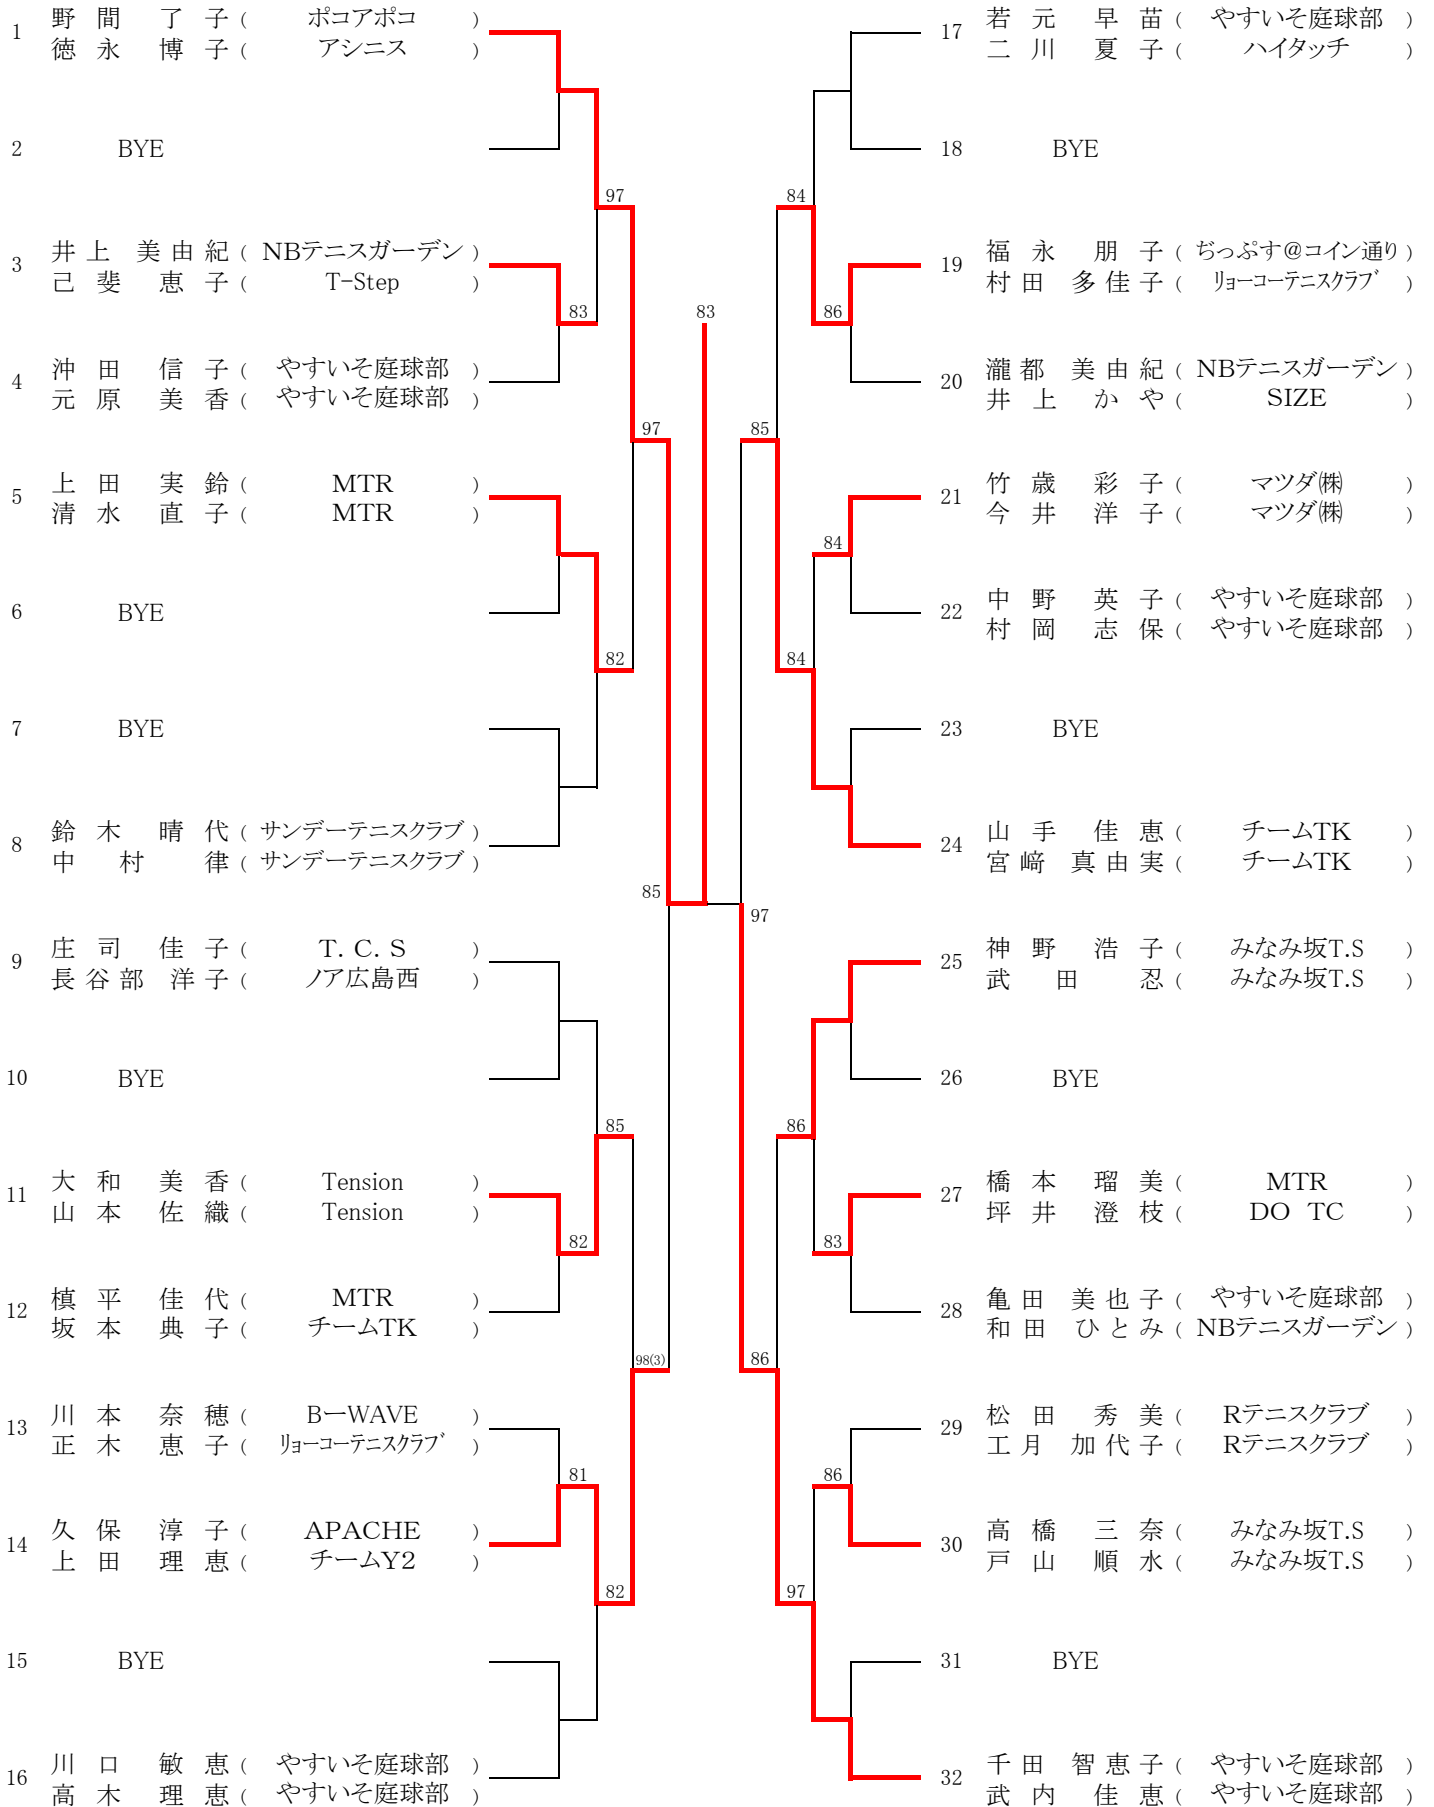 1 野間 了子 ( ポコアポコ )
徳永 博子 ( アシニス )
2 BYE
97
3 井上 美由紀 ( NBテニスガーデン )
己斐 恵子 ( T-Step )
83
4 沖田 信子 ( やすいそ庭球部 )
元原 美香 ( やすいそ庭球部 )
97
5 上田 実鈴 ( MTR )
清水 直子 ( MTR )
6 BYE
82
7 BYE
8 鈴木 晴代 ( サンデーテニスクラブ )
中村 律 ( サンデーテニスクラブ )
85
9 庄司 佳子 ( T.C.S )
長谷部 洋子 ( ノア広島西 )
10 BYE
85
11 大和 美香 ( Tension )
山本 佐織 ( Tension )
82
12 槙平 佳代 ( MTR )
坂本 典子 ( チームTK )
98(3)
13 川本 奈穂 ( BーWAVE )
正木 恵子 ( リョーコーテニスクラブ )
81
14 久保 淳子 ( APACHE )
上田 理恵 ( チームY2 )
82
15 BYE
16 川口 敏恵 ( やすいそ庭球部 )
高木 理恵 ( やすいそ庭球部 )
83
17 若元 早苗 ( やすいそ庭球部 )
二川 夏子 ( ハイタッチ )
18 BYE
84
19 福永 朋子 ( ぢっぷす@コイン通り )
村田 多佳子 ( リョーコーテニスクラブ )
86
20 瀧都 美由紀 ( NBテニスガーデン )
井上 かや ( SIZE )
85
21 竹歳 彩子 ( マツダ㈱ )
今井 洋子 ( マツダ㈱ )
84
22 中野 英子 ( やすいそ庭球部 )
村岡 志保 ( やすいそ庭球部 )
84
23 BYE
24 山手 佳恵 ( チームTK )
宮﨑 真由実 ( チームTK )
97
25 神野 浩子 ( みなみ坂T.S )
武田 忍 ( みなみ坂T.S )
26 BYE
86
27 橋本 瑠美 ( MTR )
坪井 澄枝 ( DO TC )
83
28 亀田 美也子 ( やすいそ庭球部 )
和田 ひとみ ( NBテニスガーデン )
86
29 松田 秀美 ( Rテニスクラブ )
工月 加代子 ( Rテニスクラブ )
86
30 高橋 三奈 ( みなみ坂T.S )
戸山 順水 ( みなみ坂T.S )
97
31 BYE
32 千田 智恵子 ( やすいそ庭球部 )
武内 佳恵 ( やすいそ庭球部 )